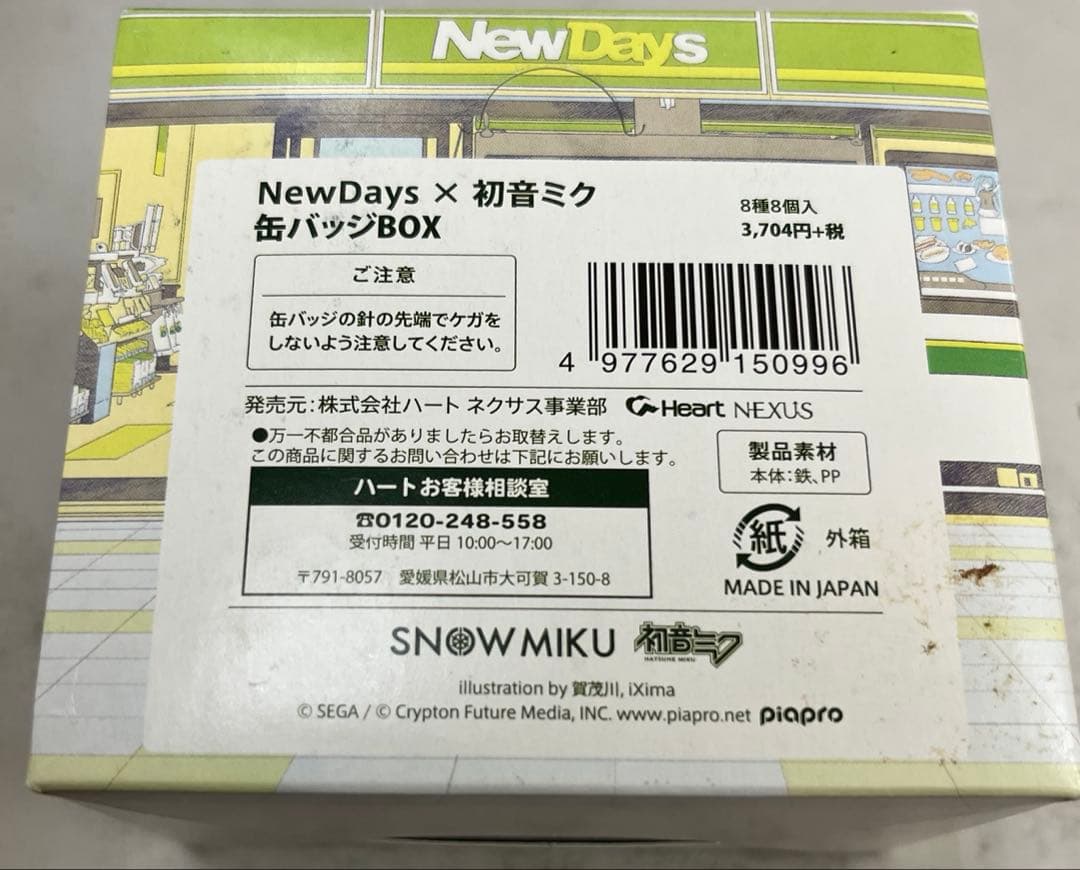 NewDays
NewDays × 初音ミク
缶バッジBOX
8種8個入
3,704円+税
ご注意
缶バッジの針の先端でケガを
しないよう注意してください。
4 977629 150996
発売元:株式会社ハート ネクサス事業部 Heart NEXUS
●万一不都合品がありましたらお取替えします。
この商品に関するお問い合わせは下記にお願いします。
ハートお客様相談室
☎0120-248-558
受付時間 平日 10:00～17:00
〒791-8057 愛媛県松山市大可賀 3-150-8
製品素材
本体:鉄、PP
紙 外箱
MADE IN JAPAN
SNOWMIKU 初音ミク
HATSUNE MIKU
illustration by 賀茂川, iXima
© SEGA / © Crypton Future Media, INC. www.piapro.net piapro